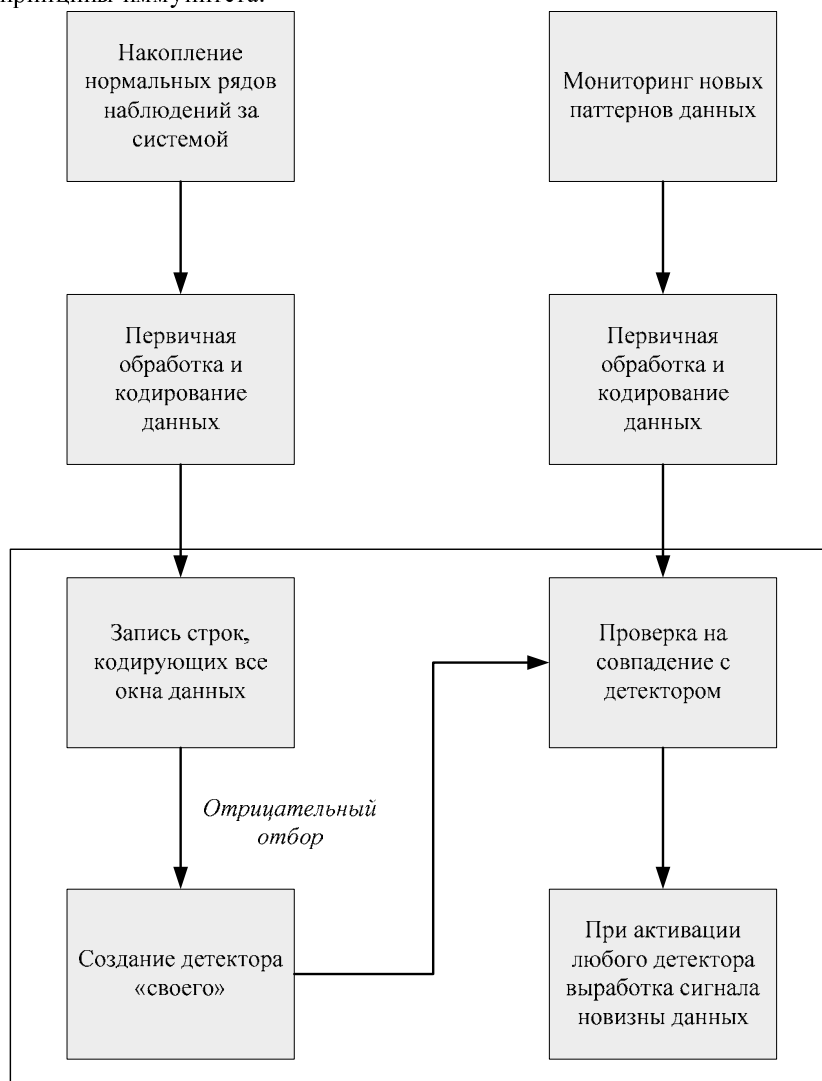 принципы иммунитета.
Накопление
нормальных рядов
наблюдений за
системой
Мониторинг новых
паттернов данных
Первичная
обработка и
кодирование
данных
Первичная
обработка и
кодирование
данных
Запись строк,
кодирующих все
окна данных
Проверка на
совпадение с
детектором
Отрицательный
отбор
Создание детектора
«своего»
При активации
любого детектора
выработка сигнала
новизны данных